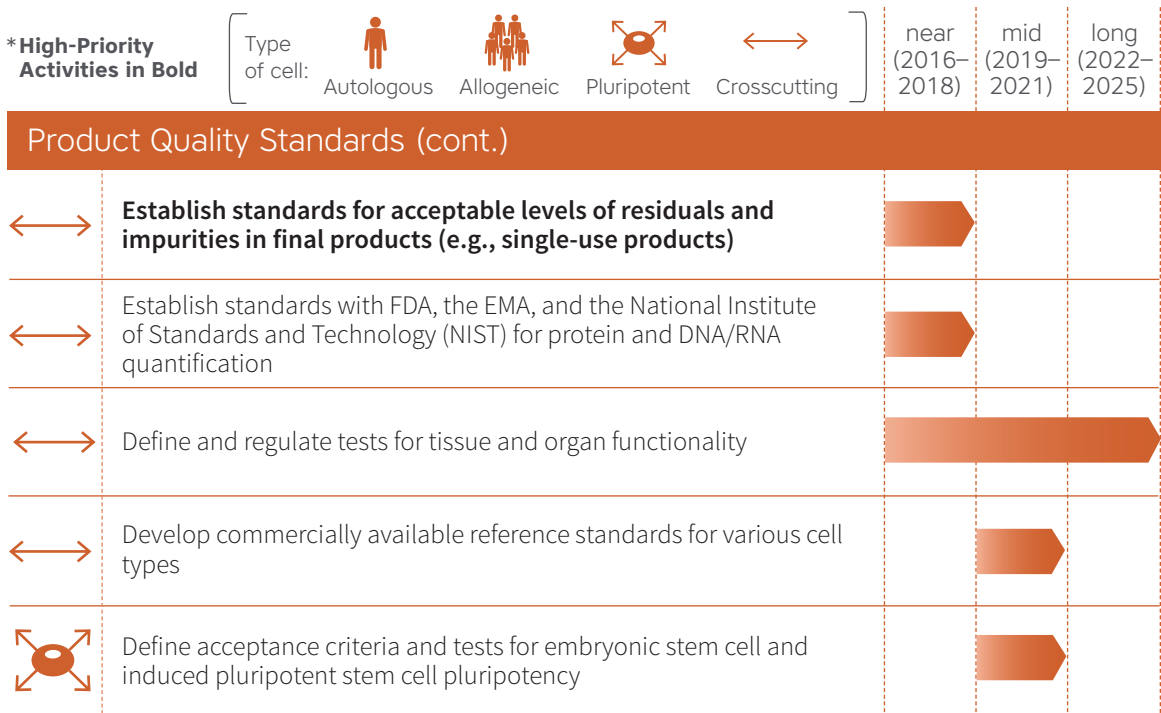 *High-Priority
Activities in Bold
Type
of cell:
Autologous
Allogeneic
Pluripotent
Crosscutting
near
(2016–
2018)
mid
(2019–
2021)
long
(2022–
2025)
Product Quality Standards (cont.)
Establish standards for acceptable levels of residuals and
impurities in final products (e.g., single-use products)
Establish standards with FDA, the EMA, and the National Institute
of Standards and Technology (NIST) for protein and DNA/RNA
quantification
Define and regulate tests for tissue and organ functionality
Develop commercially available reference standards for various cell
types
Define acceptance criteria and tests for embryonic stem cell and
induced pluripotent stem cell pluripotency